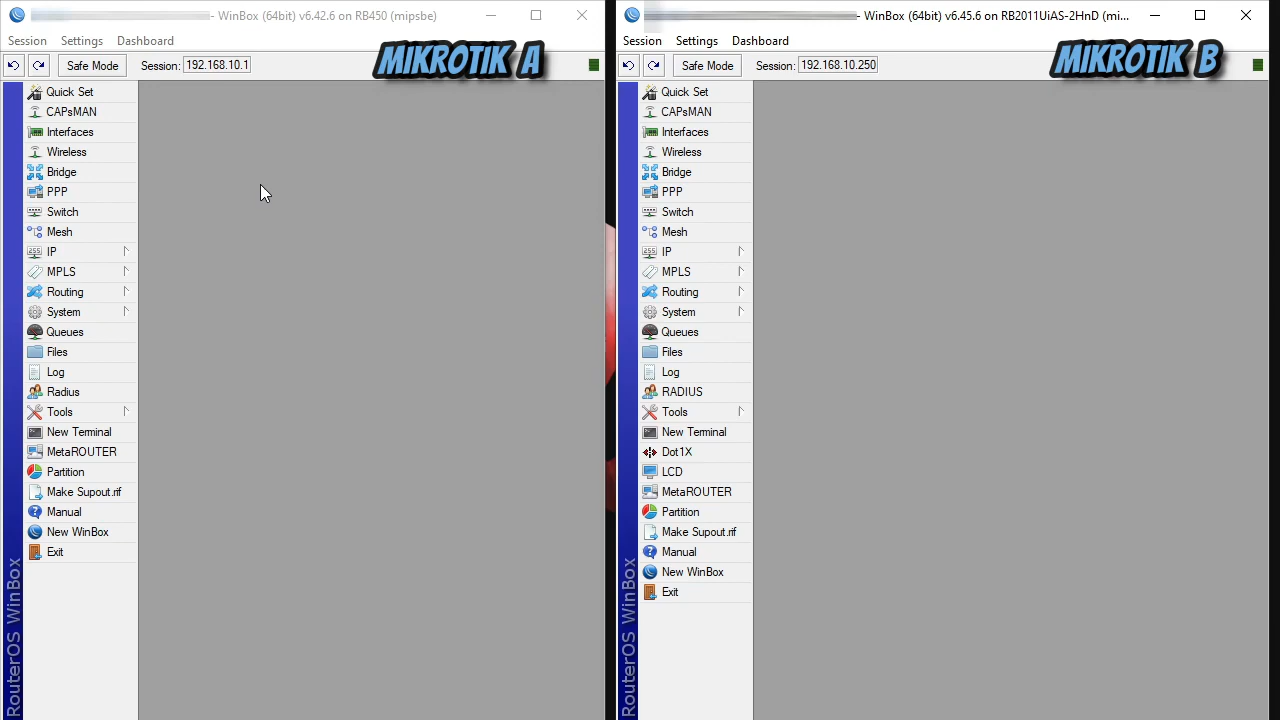 - WinBox (64bit) v6.42.6 on RB450 (mipsbe)
Session Settings Dashboard
MIKROTIK A
Safe Mode Session: 192.168.10.1
Quick Set
CAPsMAN
Interfaces
Wireless
Bridge
PPP
Switch
Mesh
IP
MPLS
Routing
System
Queues
Files
Log
Radius
Tools
New Terminal
MetaROUTER
Partition
Make Supout.rif
Manual
New WinBox
Exit
RouterOS WinBox
- WinBox (64bit) v6.45.6 on RB2011UiAS-2HnD (mi...
Session Settings Dashboard
MIKROTIK B
Safe Mode Session: 192.168.10.250
Quick Set
CAPsMAN
Interfaces
Wireless
Bridge
PPP
Switch
Mesh
IP
MPLS
Routing
System
Queues
Files
Log
RADIUS
Tools
New Terminal
Dot1X
LCD
MetaROUTER
Partition
Make Supout.rif
Manual
New WinBox
Exit
RouterOS WinBox